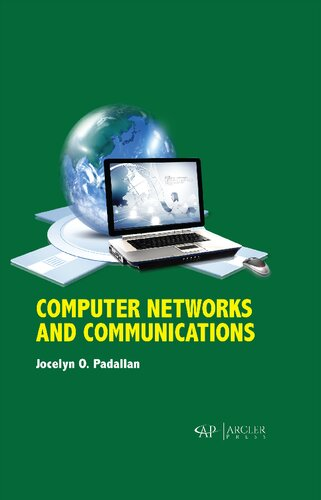 COMPUTER NETWORKS
AND COMMUNICATIONS
Jocelyn O. Padallan
AP ARCLER
PRESS